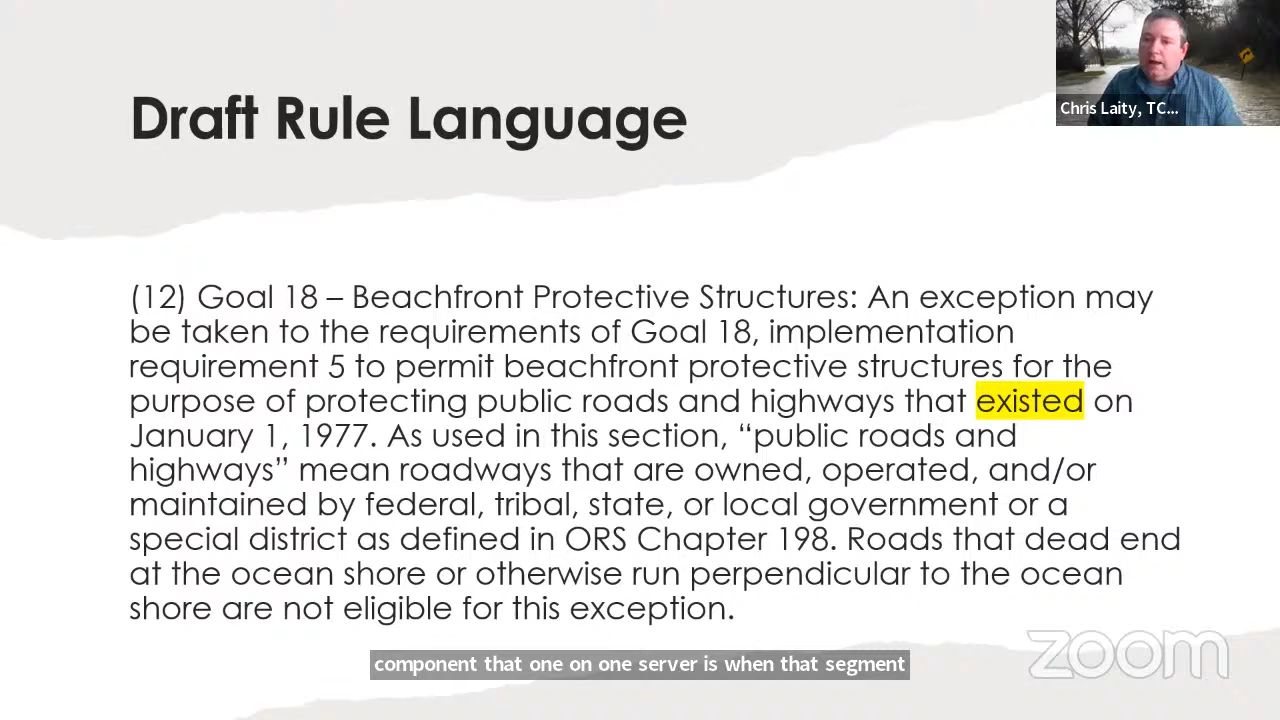 Draft Rule Language
Chris Laity, TC...
(12) Goal 18 – Beachfront Protective Structures: An exception may
be taken to the requirements of Goal 18, implementation
requirement 5 to permit beachfront protective structures for the
purpose of protecting public roads and highways that existed on
January 1, 1977. As used in this section, “public roads and
highways” mean roadways that are owned, operated, and/or
maintained by federal, tribal, state, or local government or a
special district as defined in ORS Chapter 198. Roads that dead end
at the ocean shore or otherwise run perpendicular to the ocean
shore are not eligible for this exception.
zoom
component that one on one server is when that segment